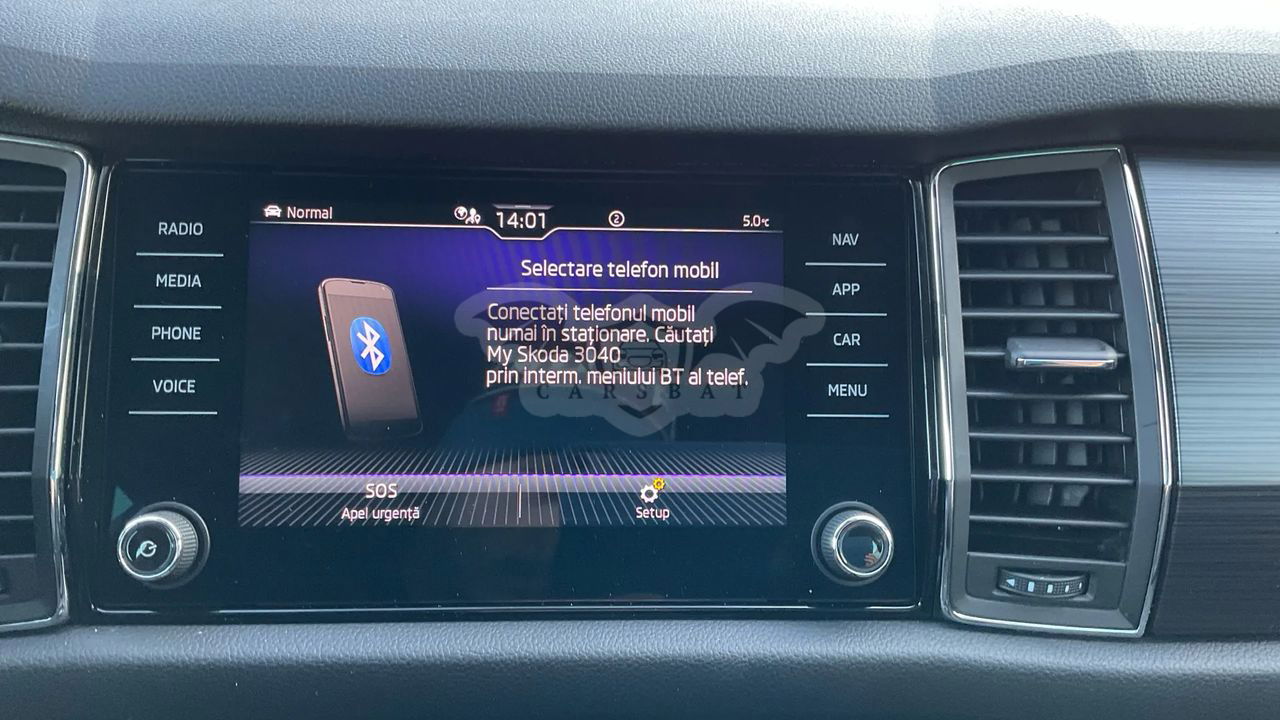 RADIO
MEDIA
PHONE
VOICE
Normal
14:01
2
5.0°C
Selectare telefon mobil
Conectați telefonul mobil
numai în staționare. Căutați
My Skoda 3040
prin interm. meniului BT al telef.
CARSBAT
SOS
Apel urgență
Setup
NAV
APP
CAR
MENU